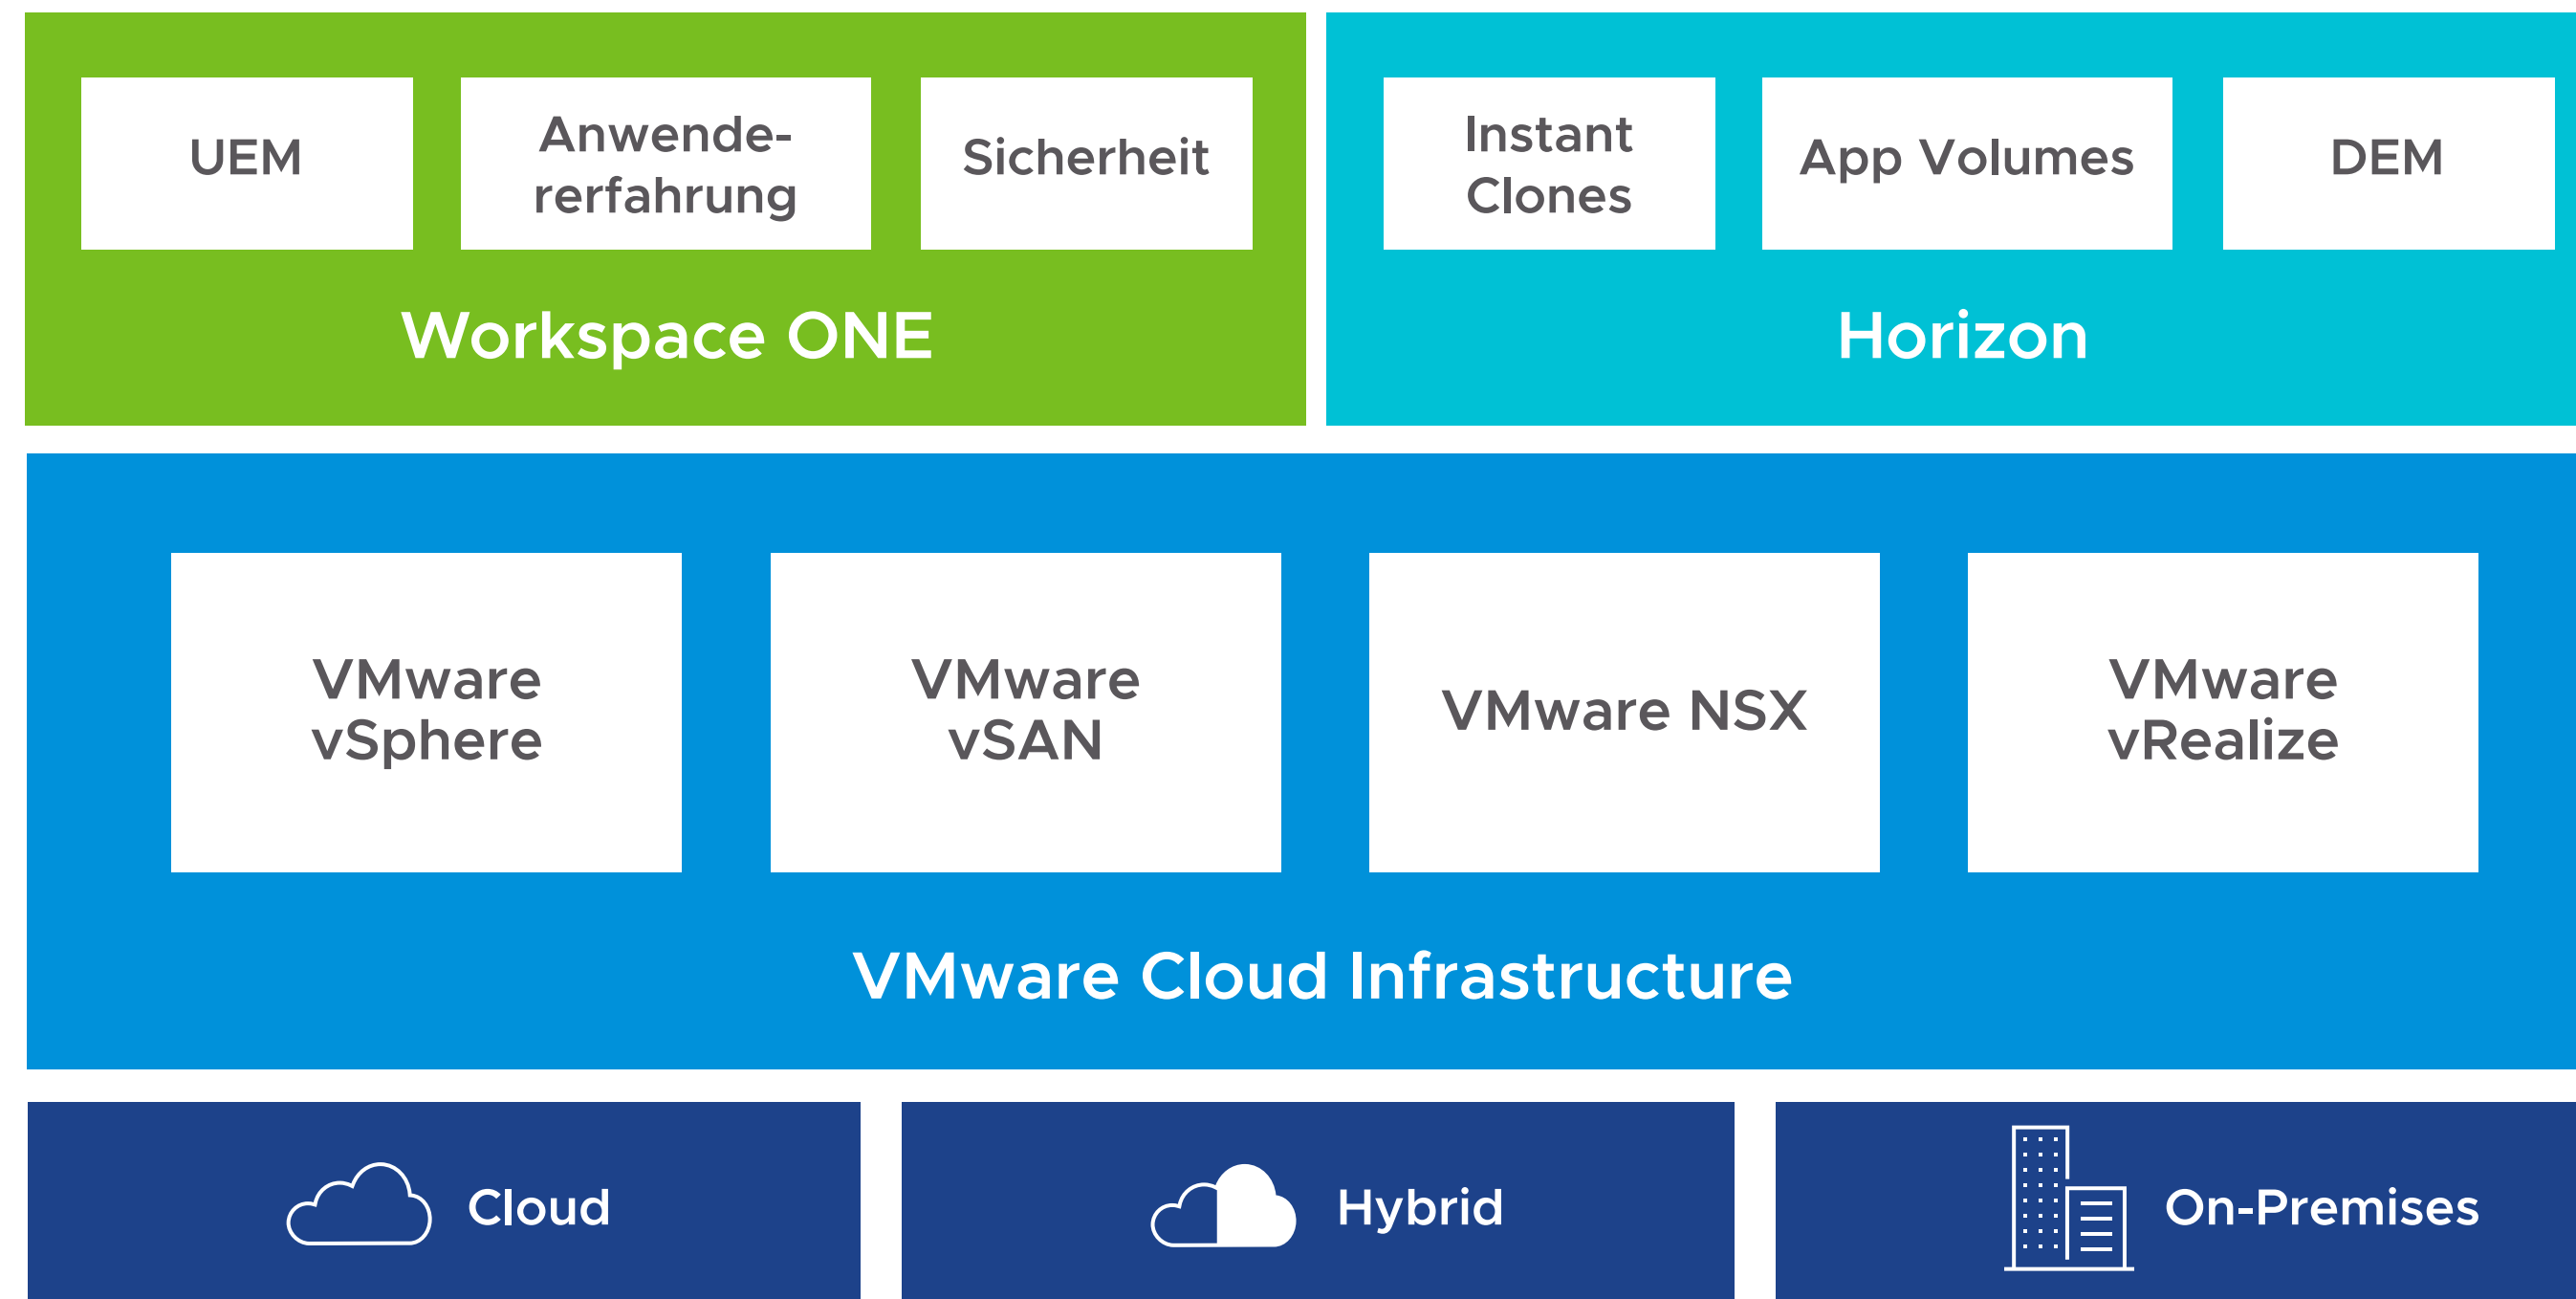 UEM
Anwende-
rerfahrung
Sicherheit
Workspace ONE
Instant
Clones
App Volumes
DEM
Horizon
VMware
vSphere
VMware
vSAN
VMware NSX
VMware
vRealize
VMware Cloud Infrastructure
Cloud
Hybrid
On-Premises